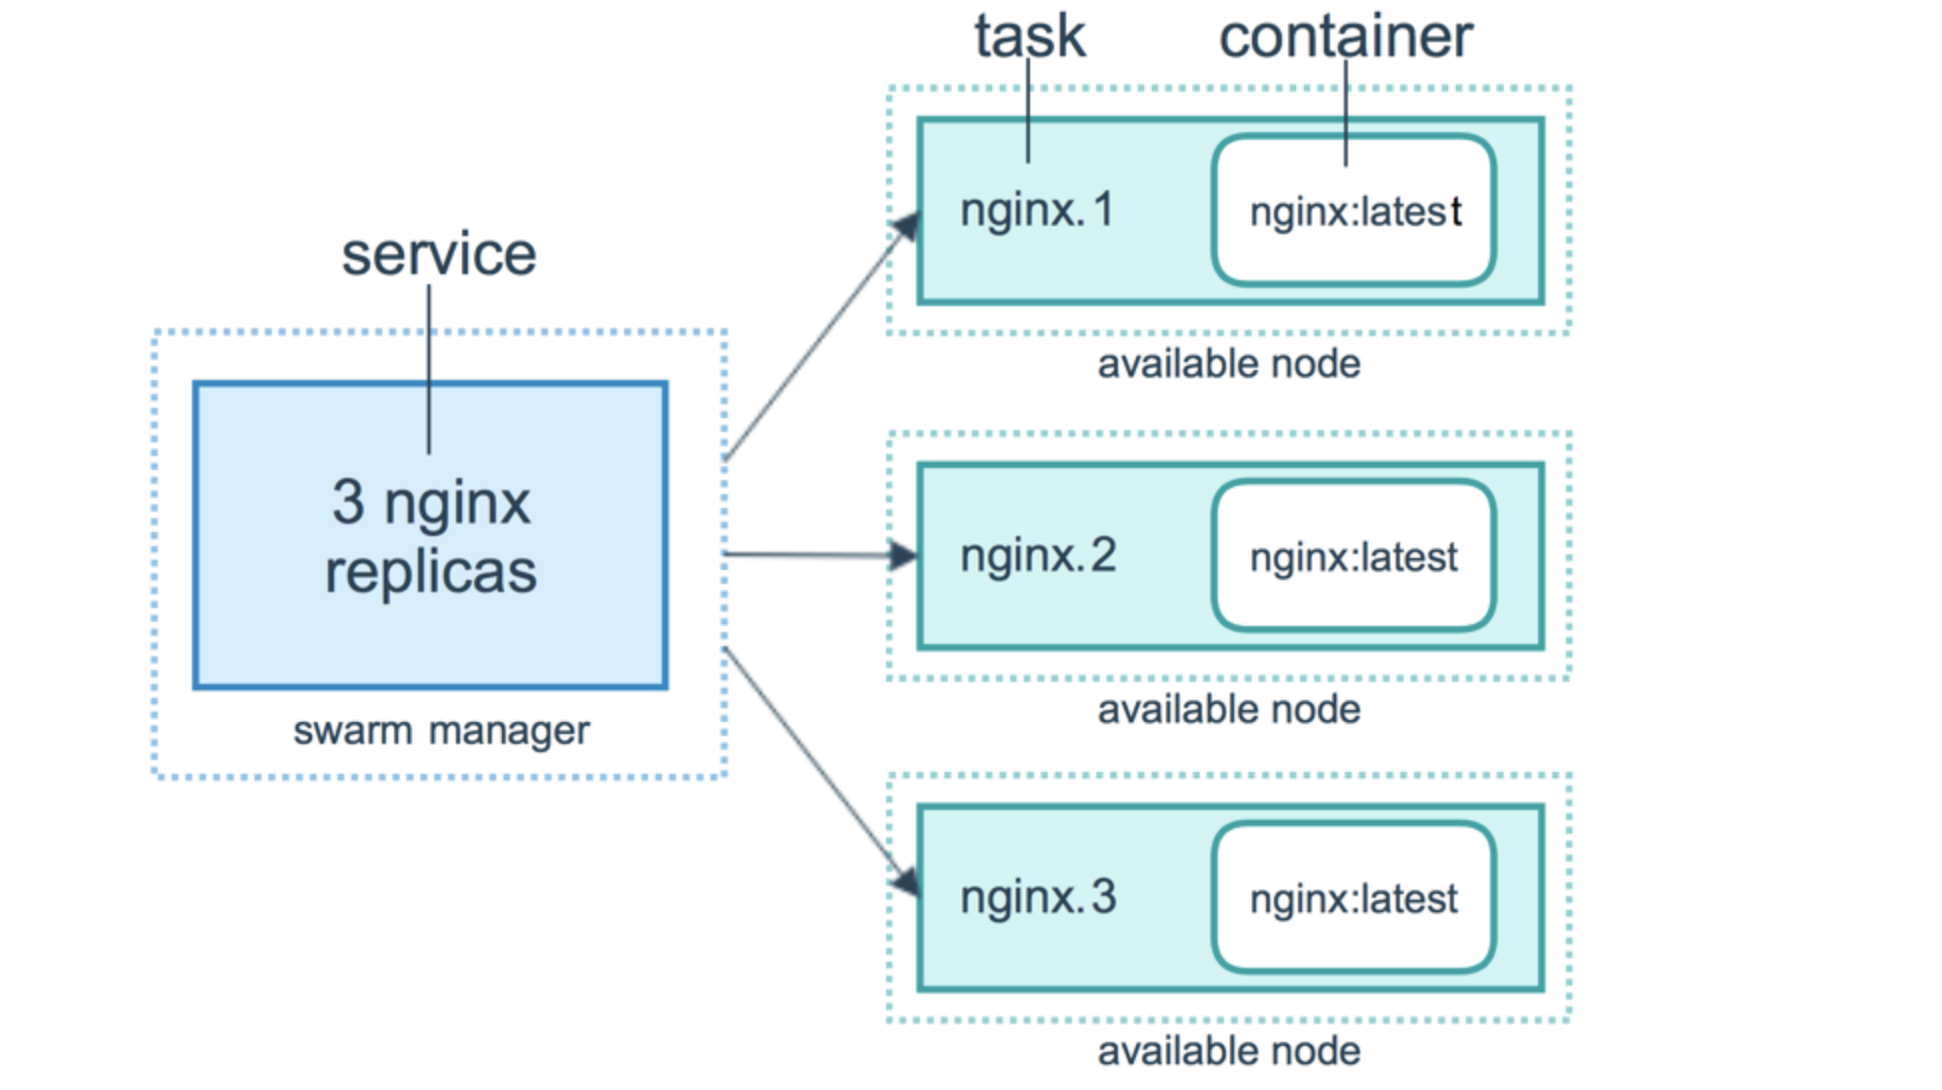 task
container
nginx.1
nginx:latest
available node
service
3 nginx
replicas
swarm manager
nginx.2
nginx:latest
available node
nginx.3
nginx:latest
available node